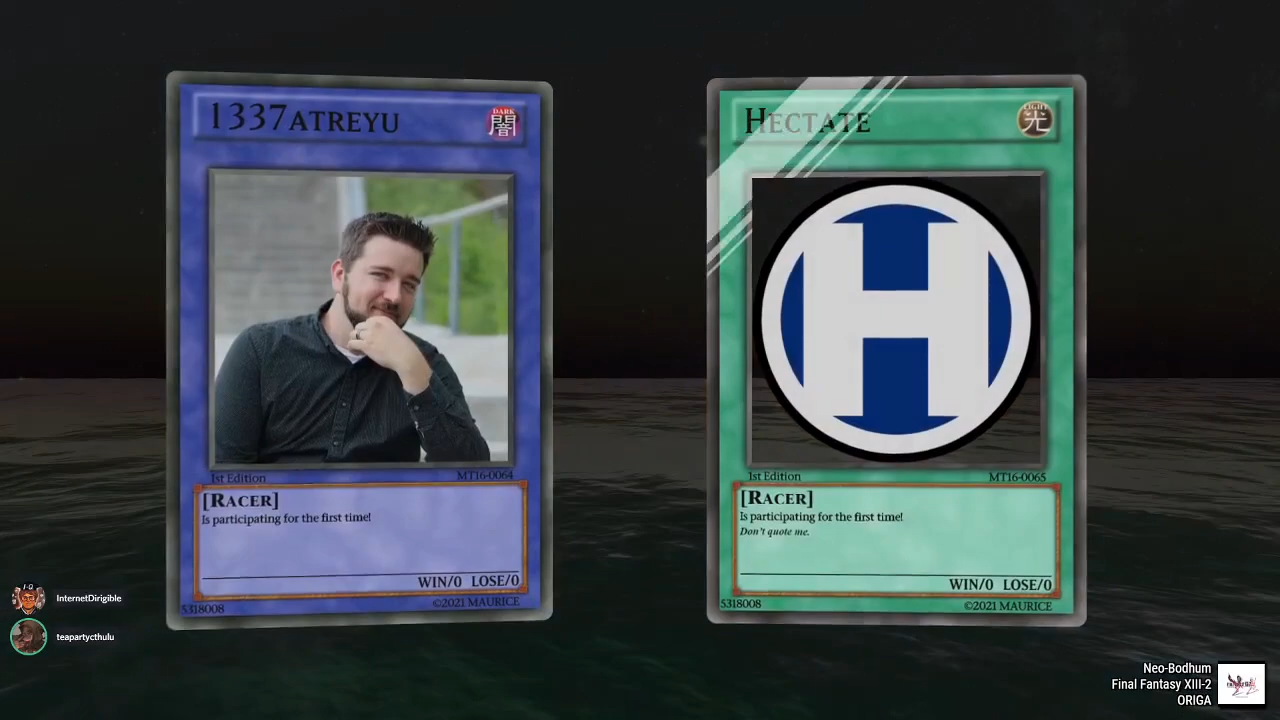 1337ATREYU
DARK
闇
1st Edition
MT16-0064
[RACER]
Is participating for the first time!
WIN/0 LOSE/0
5318008
©2021 MAURICE
HECTATE
LIGHT
光
H
1st Edition
MT16-0065
[RACER]
Is participating for the first time!
Don't quote me.
WIN/0 LOSE/0
5318008
©2021 MAURICE
InternetDirigible
teapartycthulu
Neo-Bodhum
Final Fantasy XIII-2
ORIGA